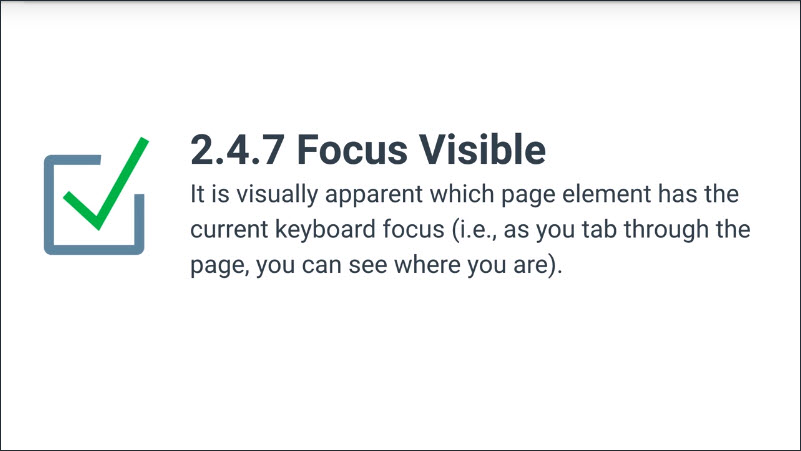 2.4.7 Focus Visible
It is visually apparent which page element has the
current keyboard focus (i.e., as you tab through the
page, you can see where you are).